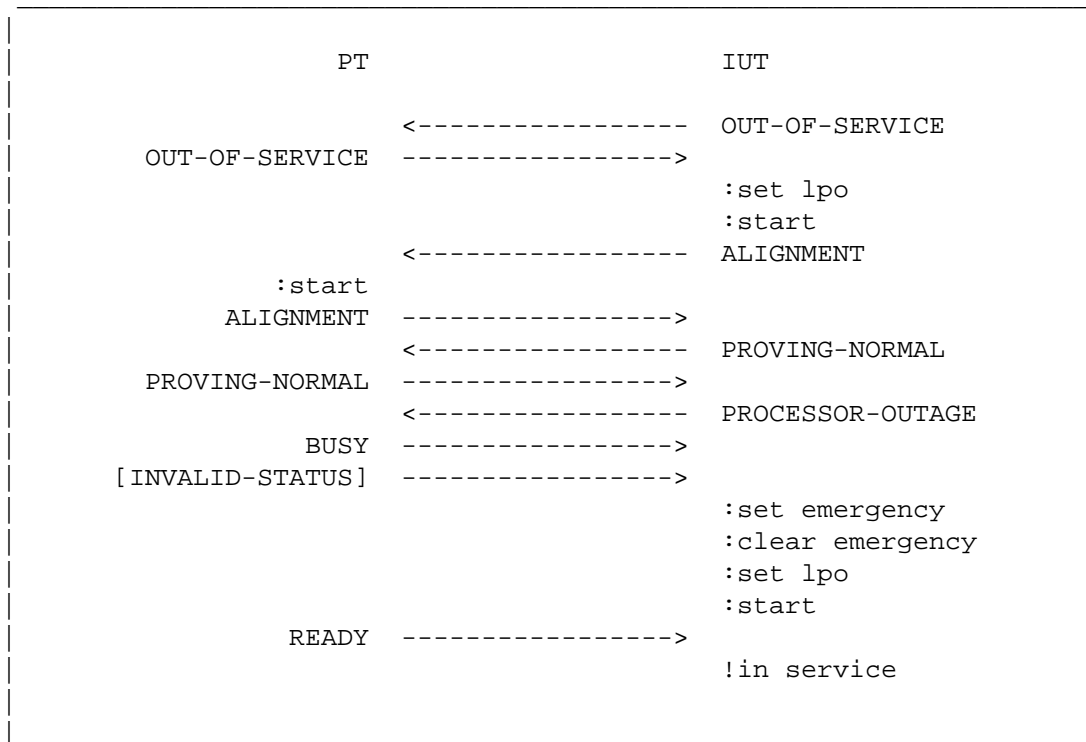 PT IUT
<----------------- OUT-OF-SERVICE
OUT-OF-SERVICE ----------------->
:set lpo
:start
<----------------- ALIGNMENT
:start
ALIGNMENT ----------------->
<----------------- PROVING-NORMAL
PROVING-NORMAL ----------------->
<----------------- PROCESSOR-OUTAGE
BUSY ----------------->
[INVALID-STATUS] ----------------->
:set emergency
:clear emergency
:set lpo
:start
READY ----------------->
!in service